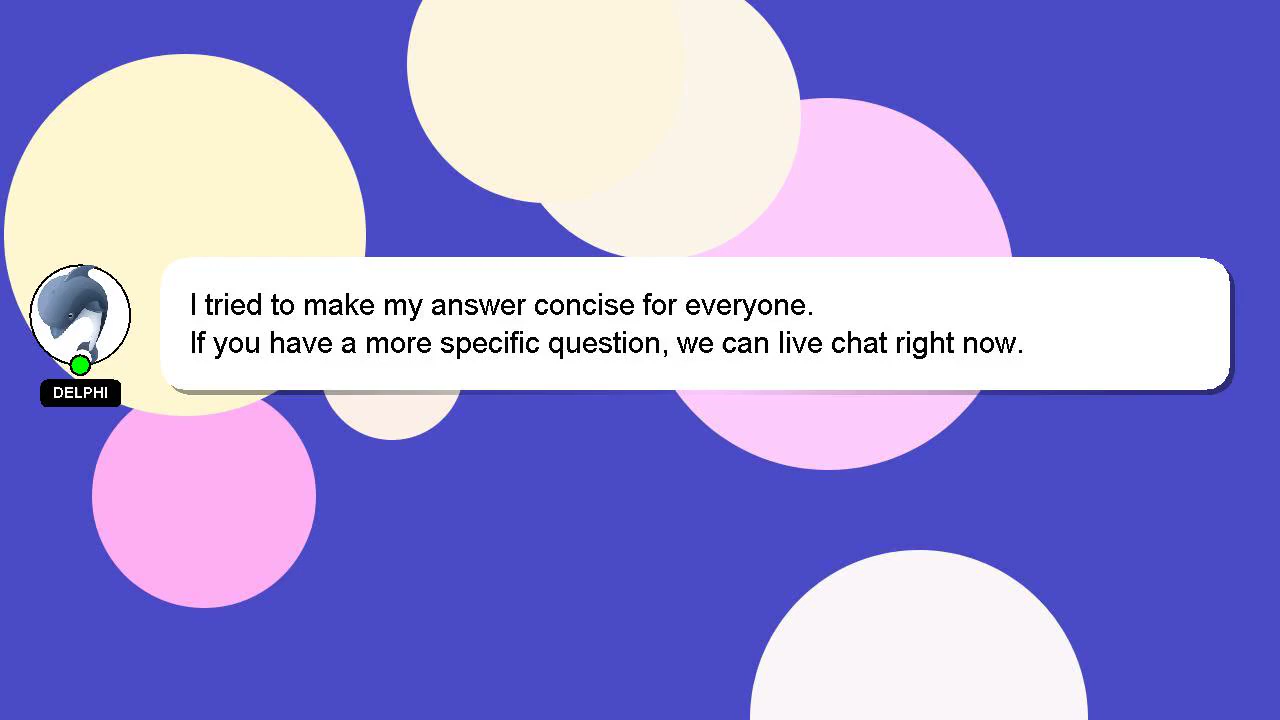 I tried to make my answer concise for everyone.
If you have a more specific question, we can live chat right now.
DELPHI